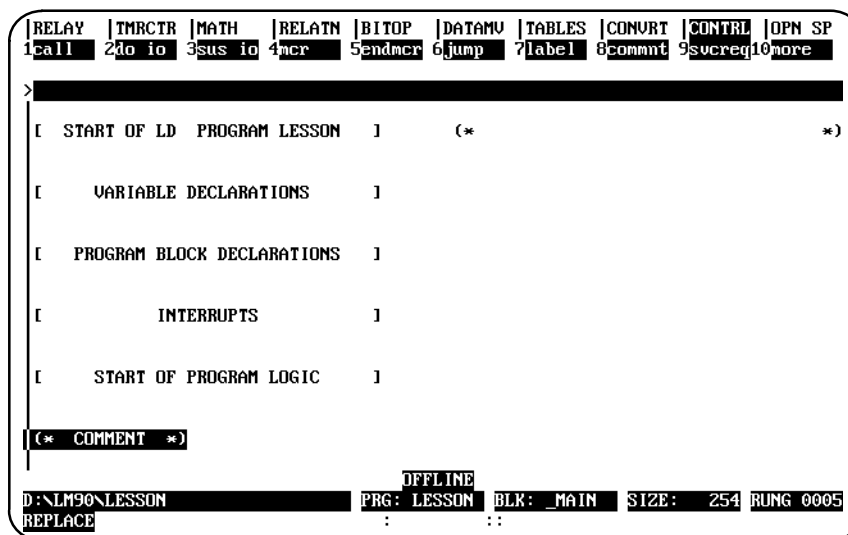 |RELAY |TMRCTR |MATH |RELATN |BITOP |DATAMV |TABLES |CONVRT |CONTRL |OPN SP
1call 2do io 3sus io 4mcr 5endmcr 6jump 7label 8commnt 9svcreq10more
>
[ START OF LD PROGRAM LESSON ] (* *)
[ VARIABLE DECLARATIONS ]
[ PROGRAM BLOCK DECLARATIONS ]
[ INTERRUPTS ]
[ START OF PROGRAM LOGIC ]
(* COMMENT *)
OFFLINE
D:\LM90\LESSON PRG: LESSON BLK: _MAIN SIZE: 254 RUNG 0005
REPLACE : ::